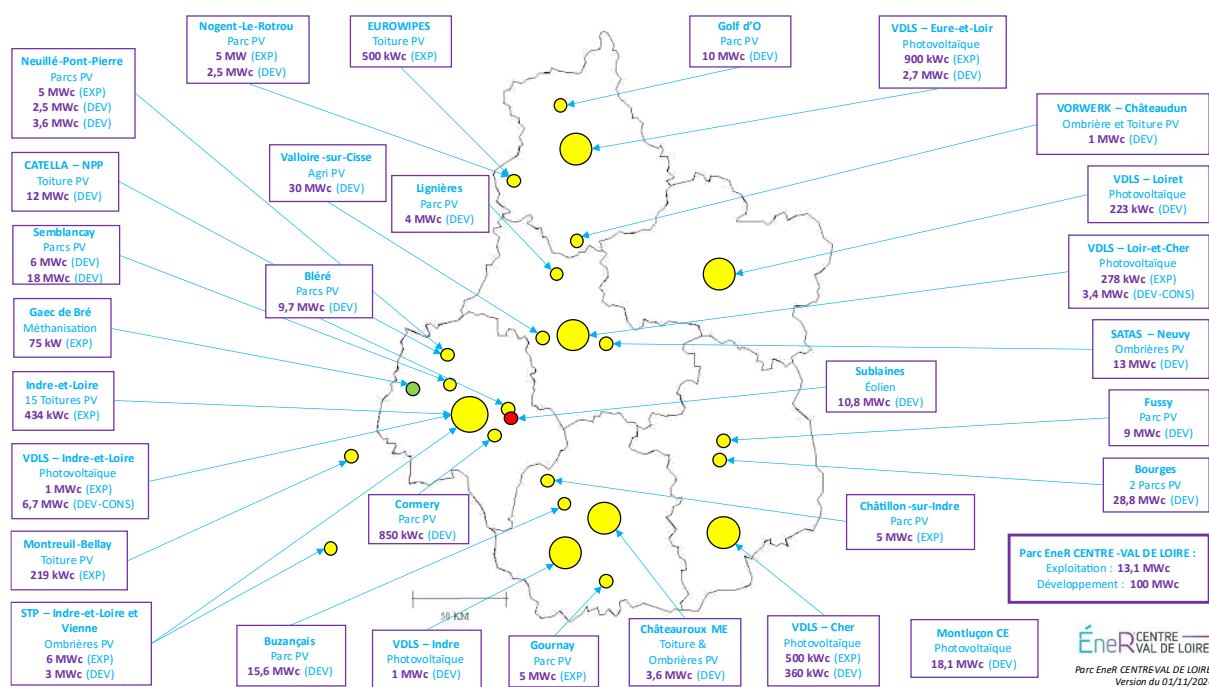 Nogent-Le-Rotrou
Parc PV
5 MW (EXP)
2,5 MWc (DEV)
EUROWIPES
Toiture PV
500 kWc (EXP)
Golf d'O
Parc PV
10 MWc (DEV)
VDLS – Eure-et-Loir
Photovoltaïque
900 kWc (EXP)
2,7 MWc (DEV)
Neuillé-Pont-Pierre
Parcs PV
5 MWc (EXP)
2,5 MWc (DEV)
3,6 MWc (DEV)
VORWERK – Châteaudun
Ombrière et Toiture PV
1 MWc (DEV)
CATELLA – NPP
Toiture PV
12 MWc (DEV)
Valloire-sur-Cisse
Agri PV
30 MWc (DEV)
Lignières
Parc PV
4 MWc (DEV)
VDLS – Loiret
Photovoltaïque
223 kWc (DEV)
Semblancay
Parcs PV
6 MWc (DEV)
18 MWc (DEV)
Bléré
Parcs PV
9,7 MWc (DEV)
VDLS – Loir-et-Cher
Photovoltaïque
278 kWc (EXP)
3,4 MWc (DEV-CONS)
Gaec de Bré
Méthanisation
75 kW (EXP)
SATAS – Neuvy
Ombrières PV
13 MWc (DEV)
Indre-et-Loire
15 Toitures PV
434 kWc (EXP)
Sublaines
Éolien
10,8 MWc (DEV)
Fussy
Parc PV
9 MWc (DEV)
VDLS – Indre-et-Loire
Photovoltaïque
1 MWc (EXP)
6,7 MWc (DEV-CONS)
Bourges
2 Parcs PV
28,8 MWc (DEV)
Cormery
Parc PV
850 kWc (DEV)
Châtillon-sur-Indre
Parc PV
5 MWc (EXP)
Montreuil-Bellay
Toiture PV
219 kWc (EXP)
Parc EneR CENTRE -VAL DE LOIRE :
Exploitation : 13,1 MWc
Développement : 100 MWc
50 KM
STP – Indre-et-Loire et
Vienne
Ombrières PV
6 MWc (EXP)
3 MWc (DEV)
Buzançais
Parc PV
15,6 MWc (DEV)
VDLS – Indre
Photovoltaïque
1 MWc (DEV)
Gournay
Parc PV
5 MWc (EXP)
Châteauroux ME
Toiture &
Ombrières PV
3,6 MWc (DEV)
VDLS – Cher
Photovoltaïque
500 kWc (EXP)
360 kWc (DEV)
Montluçon CE
Photovoltaïque
18,1 MWc (DEV)
ÉneR CENTRE
VAL DE LOIRE
Parc EneR CENTREVAL DE LOIRE
Version du 01/11/202